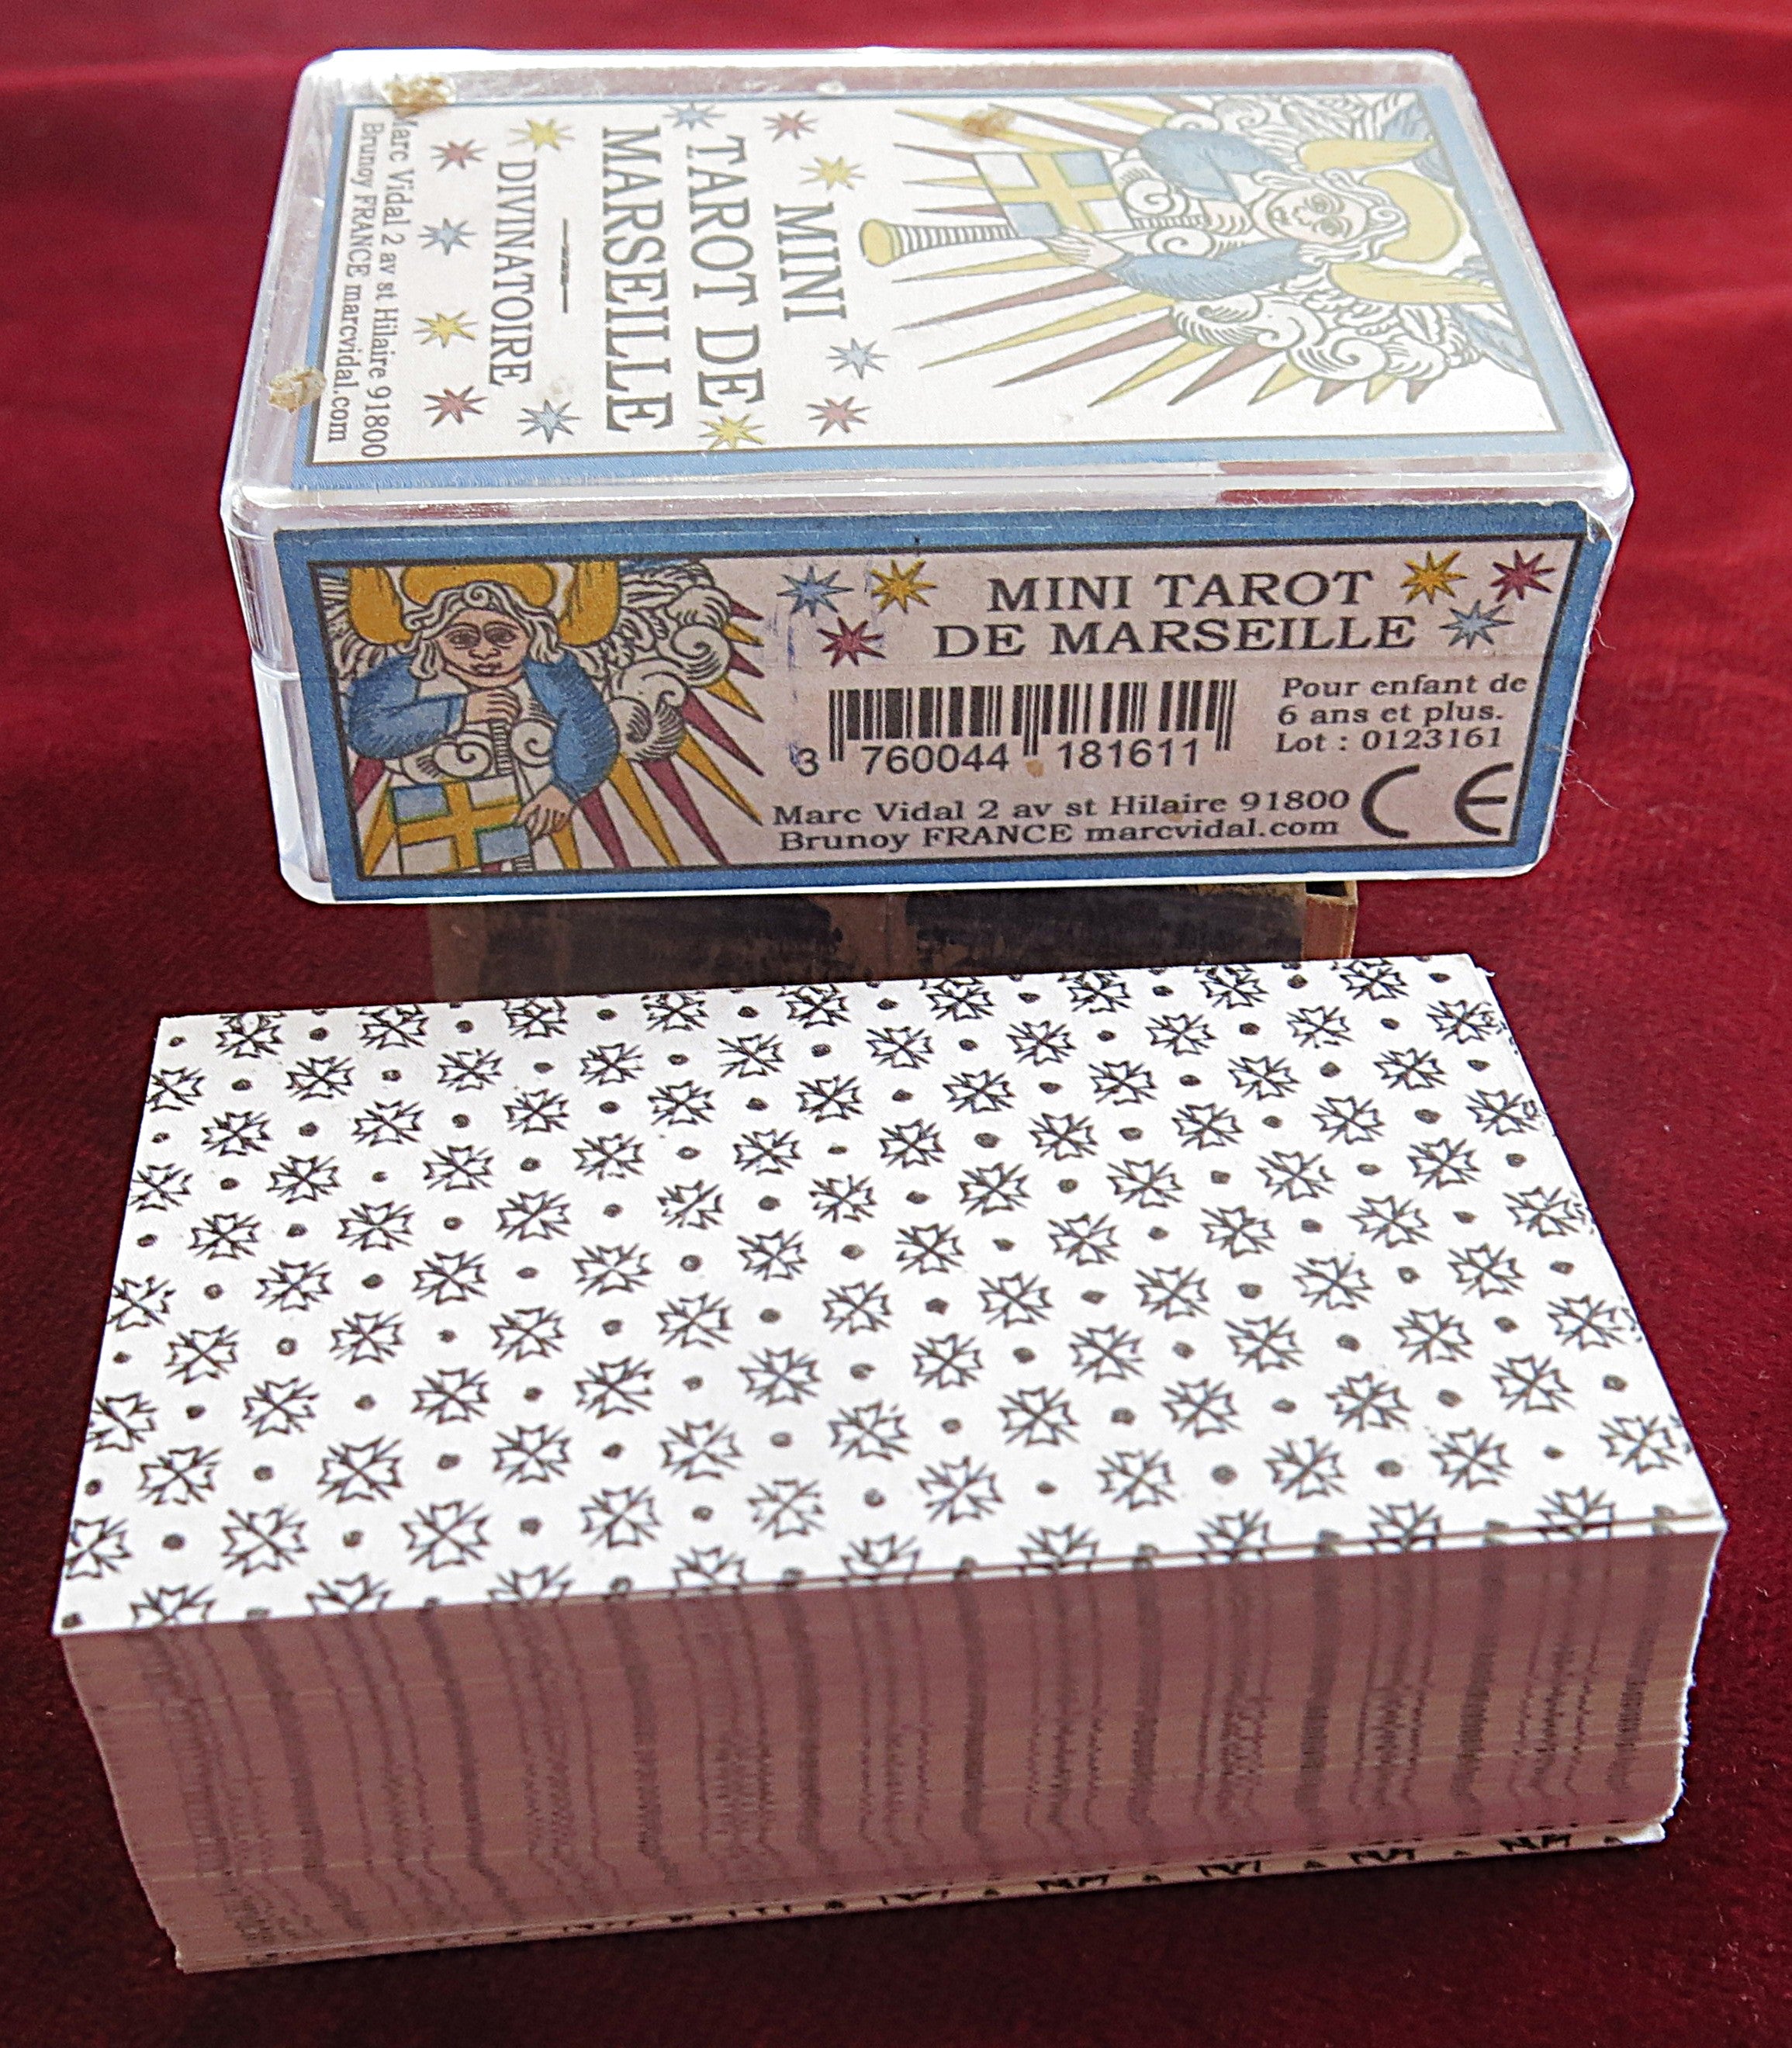 MINI
TAROT DE
MARSEILLE
DIVINATOIRE
Marc Vidal 2 av st Hilaire 91800
Brunoy FRANCE marcvidal.com
MINI TAROT
DE MARSEILLE
3 760044 181611
Pour enfant de
6 ans et plus.
Lot : 0123161
Marc Vidal 2 av st Hilaire 91800
Brunoy FRANCE marcvidal.com
CE